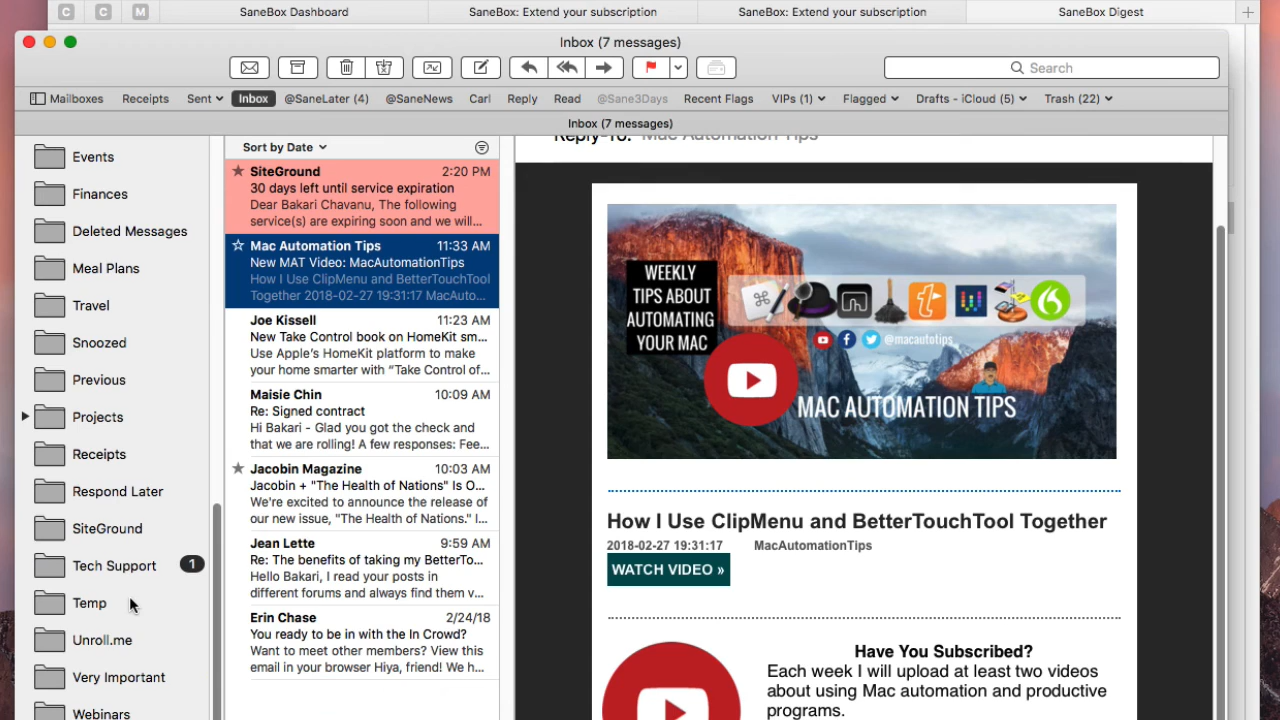 C
C
M
SaneBox Dashboard
SaneBox: Extend your subscription
SaneBox: Extend your subscription
SaneBox Digest
Inbox (7 messages)
Search
Mailboxes
Receipts
Sent
Inbox
@SaneLater (4)
@SaneNews
Carl
Reply
Read
@Sane3Days
Recent Flags
VIPs (1)
Flagged
Drafts - iCloud (5)
Trash (22)
Inbox (7 messages)
Events
Finances
Deleted Messages
Meal Plans
Travel
Snoozed
Previous
Projects
Receipts
Respond Later
SiteGround
Tech Support 1
Temp
Unroll.me
Very Important
Webinars
Sort by Date
SiteGround 2:20 PM
30 days left until service expiration
Dear Bakari Chavanu, The following
service(s) are expiring soon and we will...
Mac Automation Tips 11:33 AM
New MAT Video: MacAutomationTips
How I Use ClipMenu and BetterTouchTool
Together 2018-02-27 19:31:17 MacAuto...
Joe Kissell 11:23 AM
New Take Control book on HomeKit sm...
Use Apple's HomeKit platform to make
your home smarter with “Take Control of...
Maisie Chin 10:09 AM
Re: Signed contract
Hi Bakari - Glad you got the check and
that we are rolling! A few responses: Fee...
Jacobin Magazine 10:03 AM
Jacobin + "The Health of Nations" Is O...
We're excited to announce the release of
our new issue, "The Health of Nations." I...
Jean Lette 9:59 AM
Re: The benefits of taking my BetterTo...
Hello Bakari, I read your posts in
different forums and always find them v...
Erin Chase 2/24/18
You ready to be in with the In Crowd?
Want to meet other members? View this
email in your browser Hiya, friend! We h...
Reply-To: Mac Automation Tips
WEEKLY
TIPS ABOUT
AUTOMATING
YOUR MAC
@macautotips
MAC AUTOMATION TIPS
How I Use ClipMenu and BetterTouchTool Together
2018-02-27 19:31:17 MacAutomationTips
WATCH VIDEO »
Have You Subscribed?
Each week I will upload at least two videos
about using Mac automation and productive
programs.